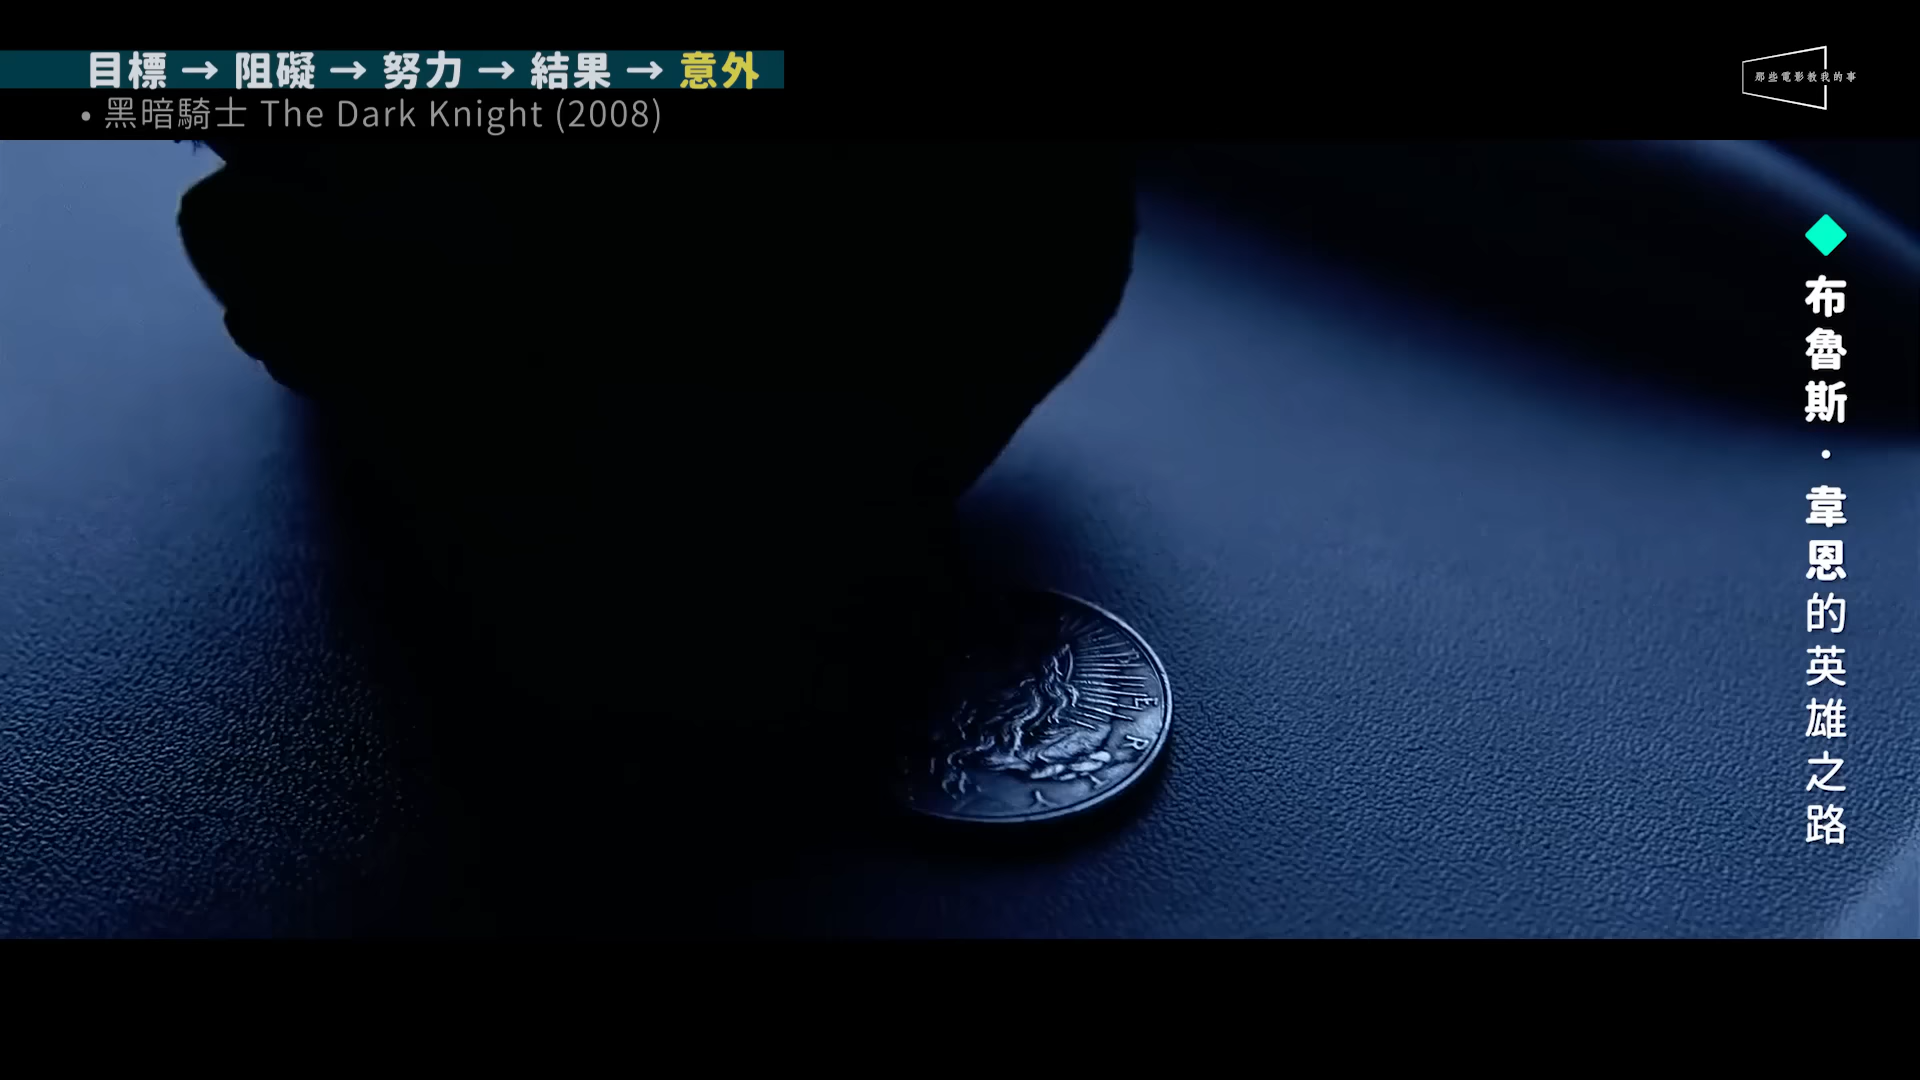 目標 → 阻礙 → 努力 → 結果 → 意外
• 黑暗騎士 The Dark Knight (2008)
那些電影教我的事
布魯斯·韋恩的英雄之路